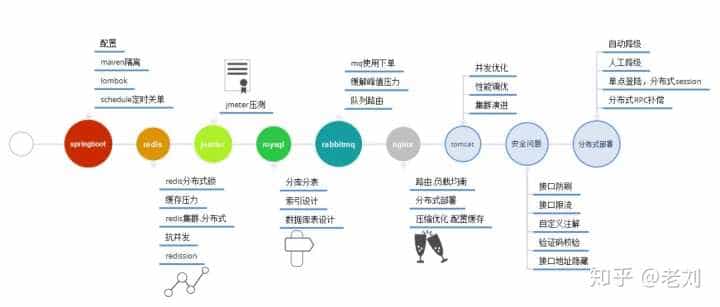 配置
maven隔离
lombok
schedule定时关单
springboot
redis
redis分布式锁
缓存压力
redis集群.分布式
抗并发
redission
jmeter压测
jmeter
mysql
分库分表
索引设计
数据库表设计
mq使用下单
缓解峰值压力
队列路由
rabbitmq
nginx
路由.负载均衡
分布式部署
压缩优化.配置缓存
并发优化
性能调优
集群演进
tomcat
安全问题
接口防刷
接口限流
自定义注解
验证码校验
接口地址隐藏
自动降级
人工降级
单点登陆，分布式session
分布式RPC补偿
分布式部署
知乎 @老刘